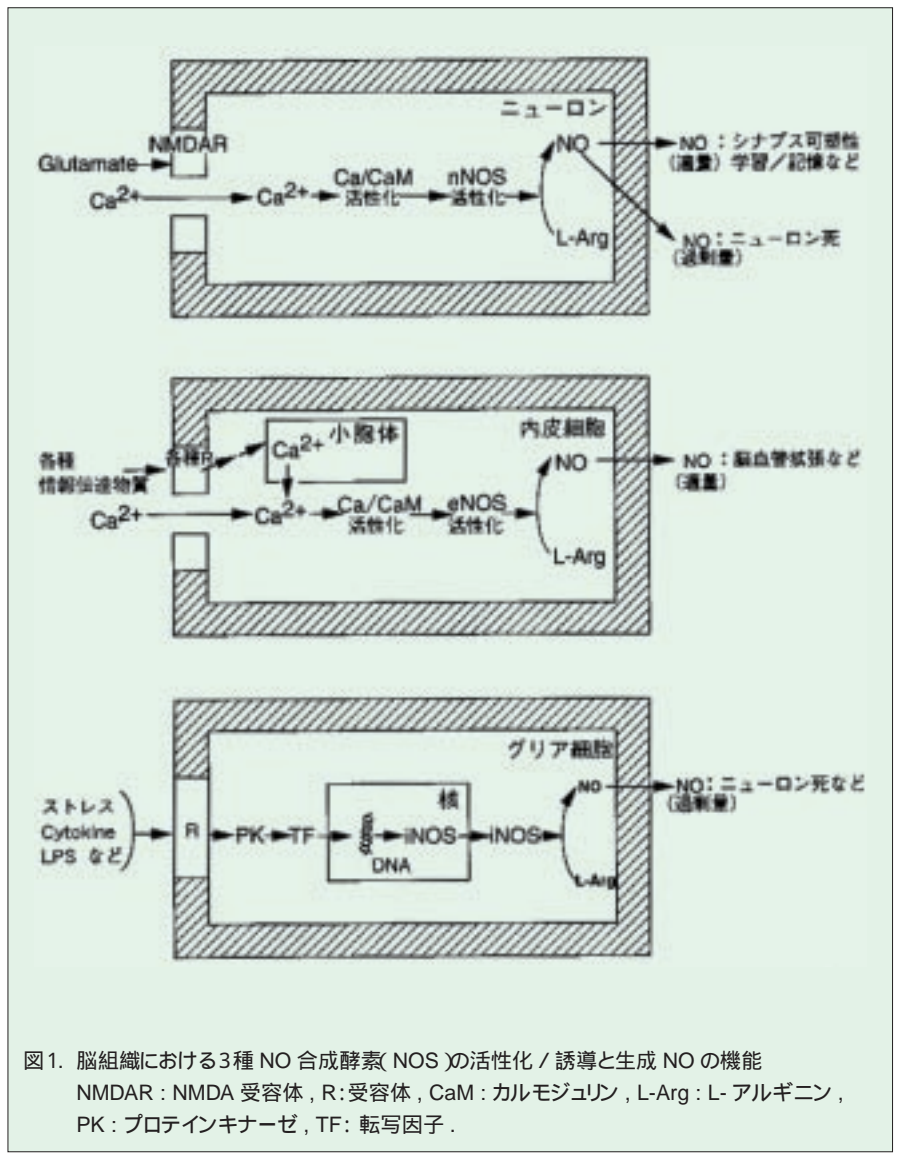 ニューロン
NMDAR
Glutamate
Ca2+
Ca2+
Ca/CaM
活性化
nNOS
活性化
NO
L-Arg
NO：シナプス可塑性
(適量) 学習／記憶など
NO：ニューロン死
(過剰量)
内皮細胞
小胞体
Ca2+
各種
情報伝達物質
各種R
Ca2+
Ca2+
Ca/CaM
活性化
eNOS
活性化
NO
L-Arg
NO：脳血管拡張など
(適量)
グリア細胞
核
ストレス
Cytokine
LPS など
R
PK
TF
DNA
iNOS
iNOS
NO
L-Arg
NO：ニューロン死など
(過剰量)
図1. 脳組織における3種 NO 合成酵素( NOS )の活性化 / 誘導と生成 NO の機能
NMDAR : NMDA 受容体 , R: 受容体 , CaM : カルモジュリン , L-Arg : L- アルギニン ,
PK : プロテインキナーゼ , TF: 転写因子 .